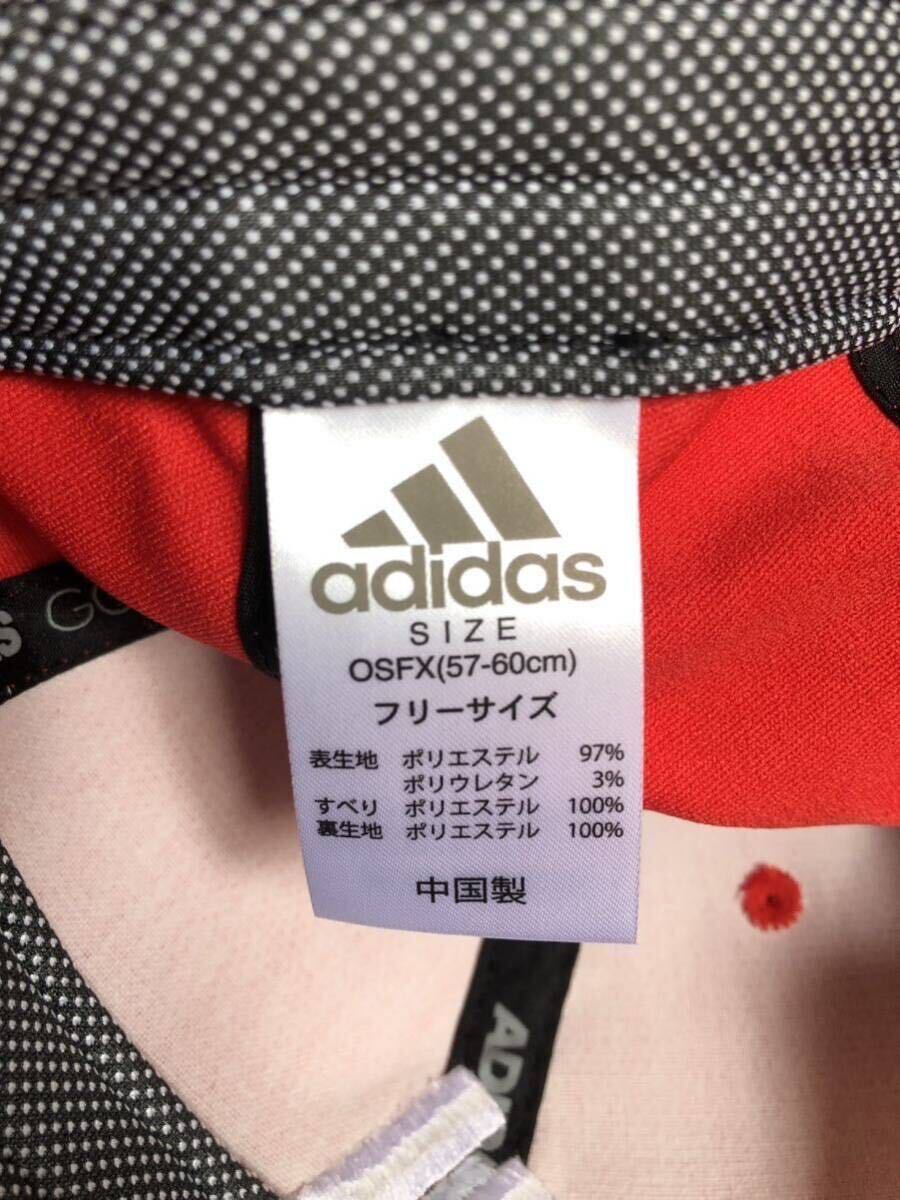 adidas
SIZE
OSFX(57-60cm)
フリーサイズ
表生地 ポリエステル 97%
ポリウレタン 3%
すべり ポリエステル 100%
裏生地 ポリエステル 100%
中国製